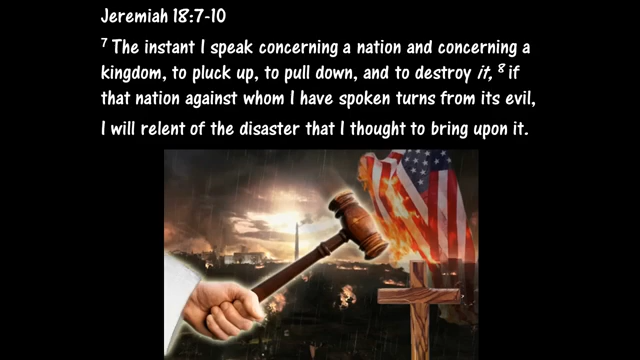 Jeremiah 18:7-10
7 The instant I speak concerning a nation and concerning a
kingdom, to pluck up, to pull down, and to destroy it, 8 if
that nation against whom I have spoken turns from its evil,
I will relent of the disaster that I thought to bring upon it.